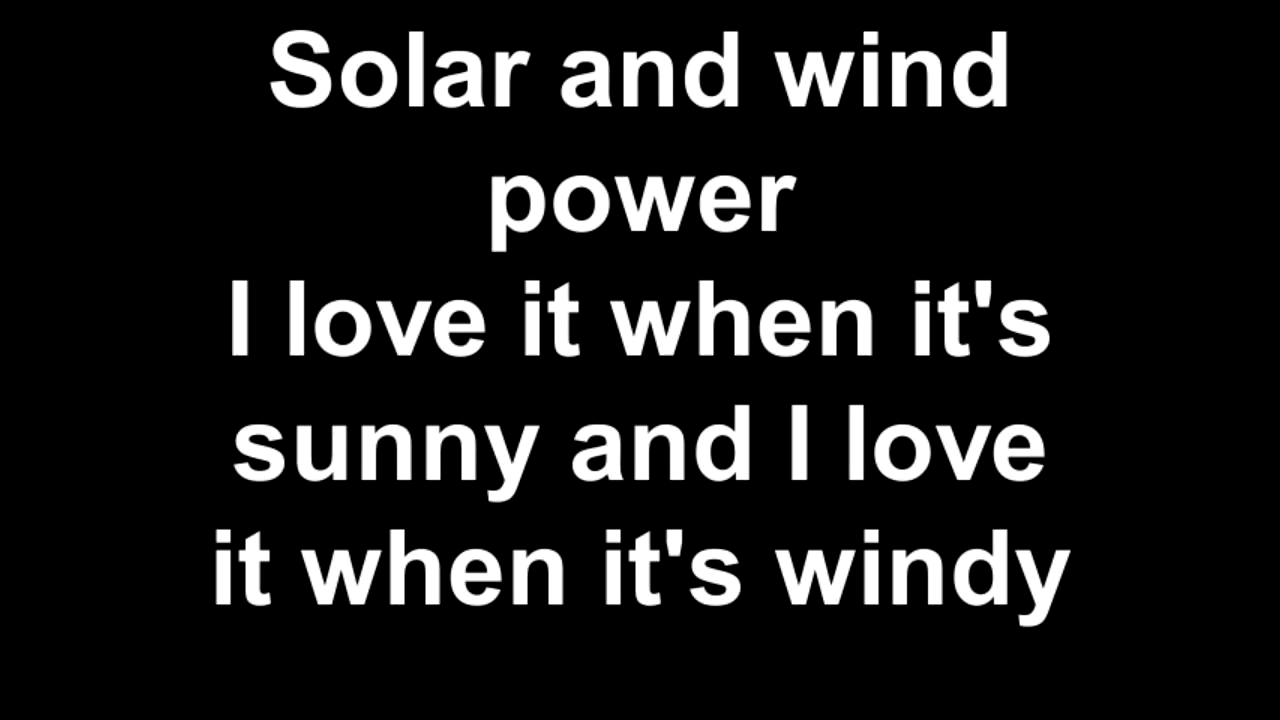 Solar and wind
power
I love it when it's
sunny and I love
it when it's windy